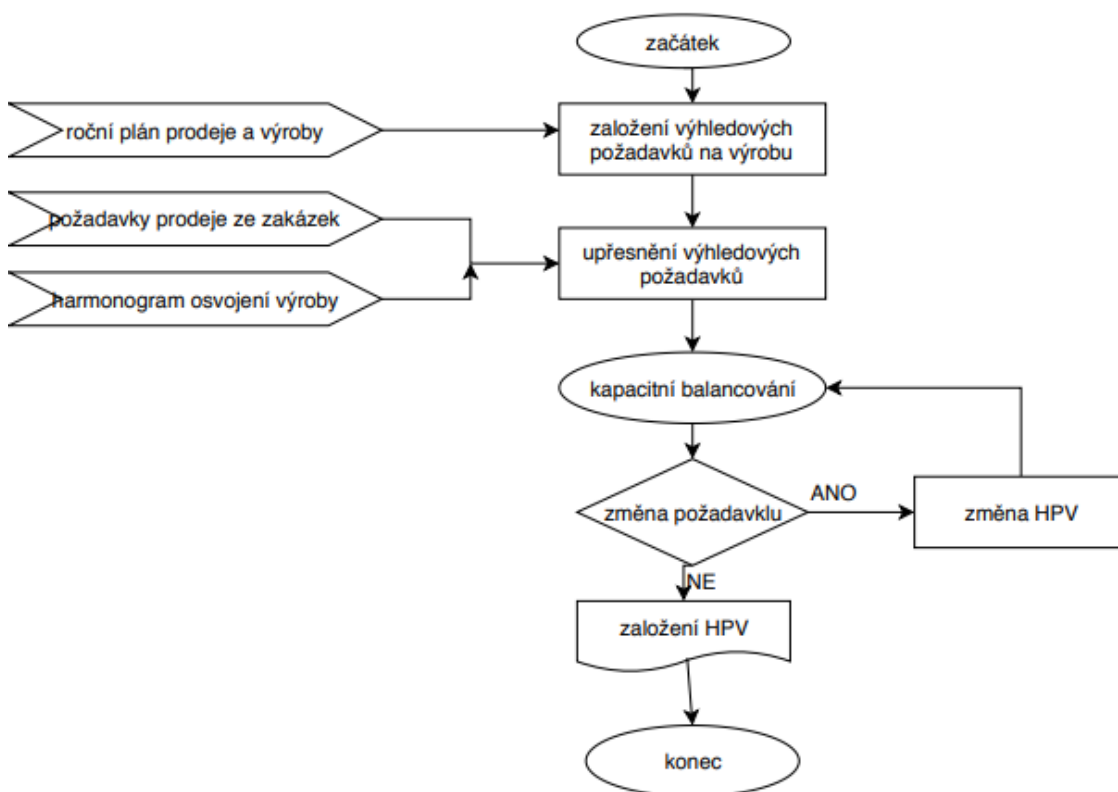 začátek
roční plán prodeje a výroby
založení výhledových
požadavků na výrobu
požadavky prodeje ze zakázek
upřesnění výhledových
požadavků
harmonogram osvojení výroby
kapacitní balancování
změna požadavklu
ANO
změna HPV
NE
založení HPV
konec